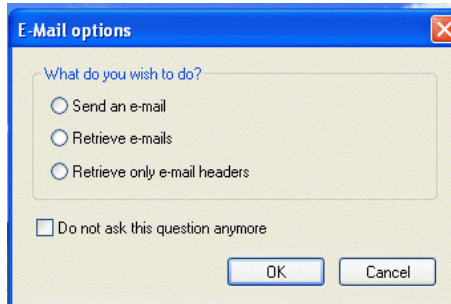 E-Mail options
What do you wish to do?
Send an e-mail
Retrieve e-mails
Retrieve only e-mail headers
Do not ask this question anymore
OK Cancel